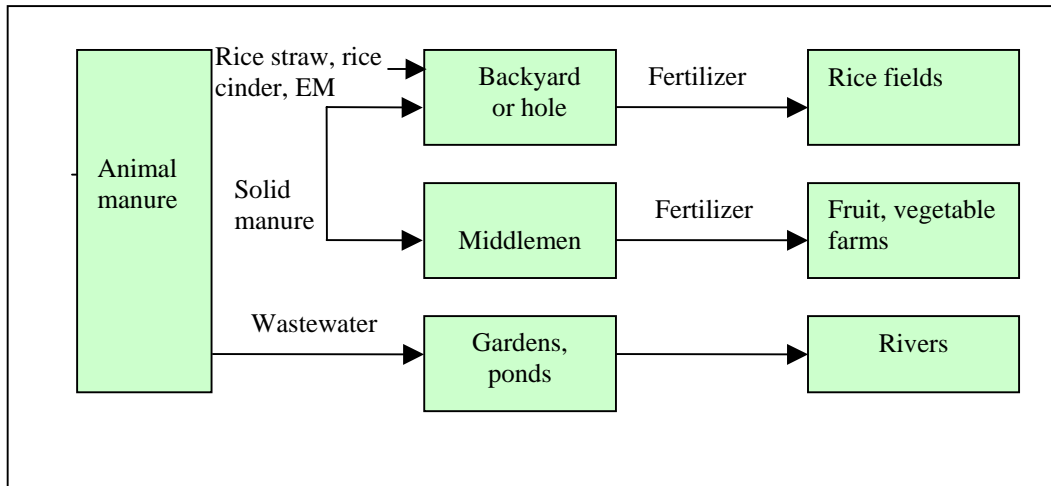 Animal
manure
Rice straw, rice
cinder, EM
Solid
manure
Wastewater
Backyard
or hole
Middlemen
Gardens,
ponds
Fertilizer
Fertilizer
Rice fields
Fruit, vegetable
farms
Rivers